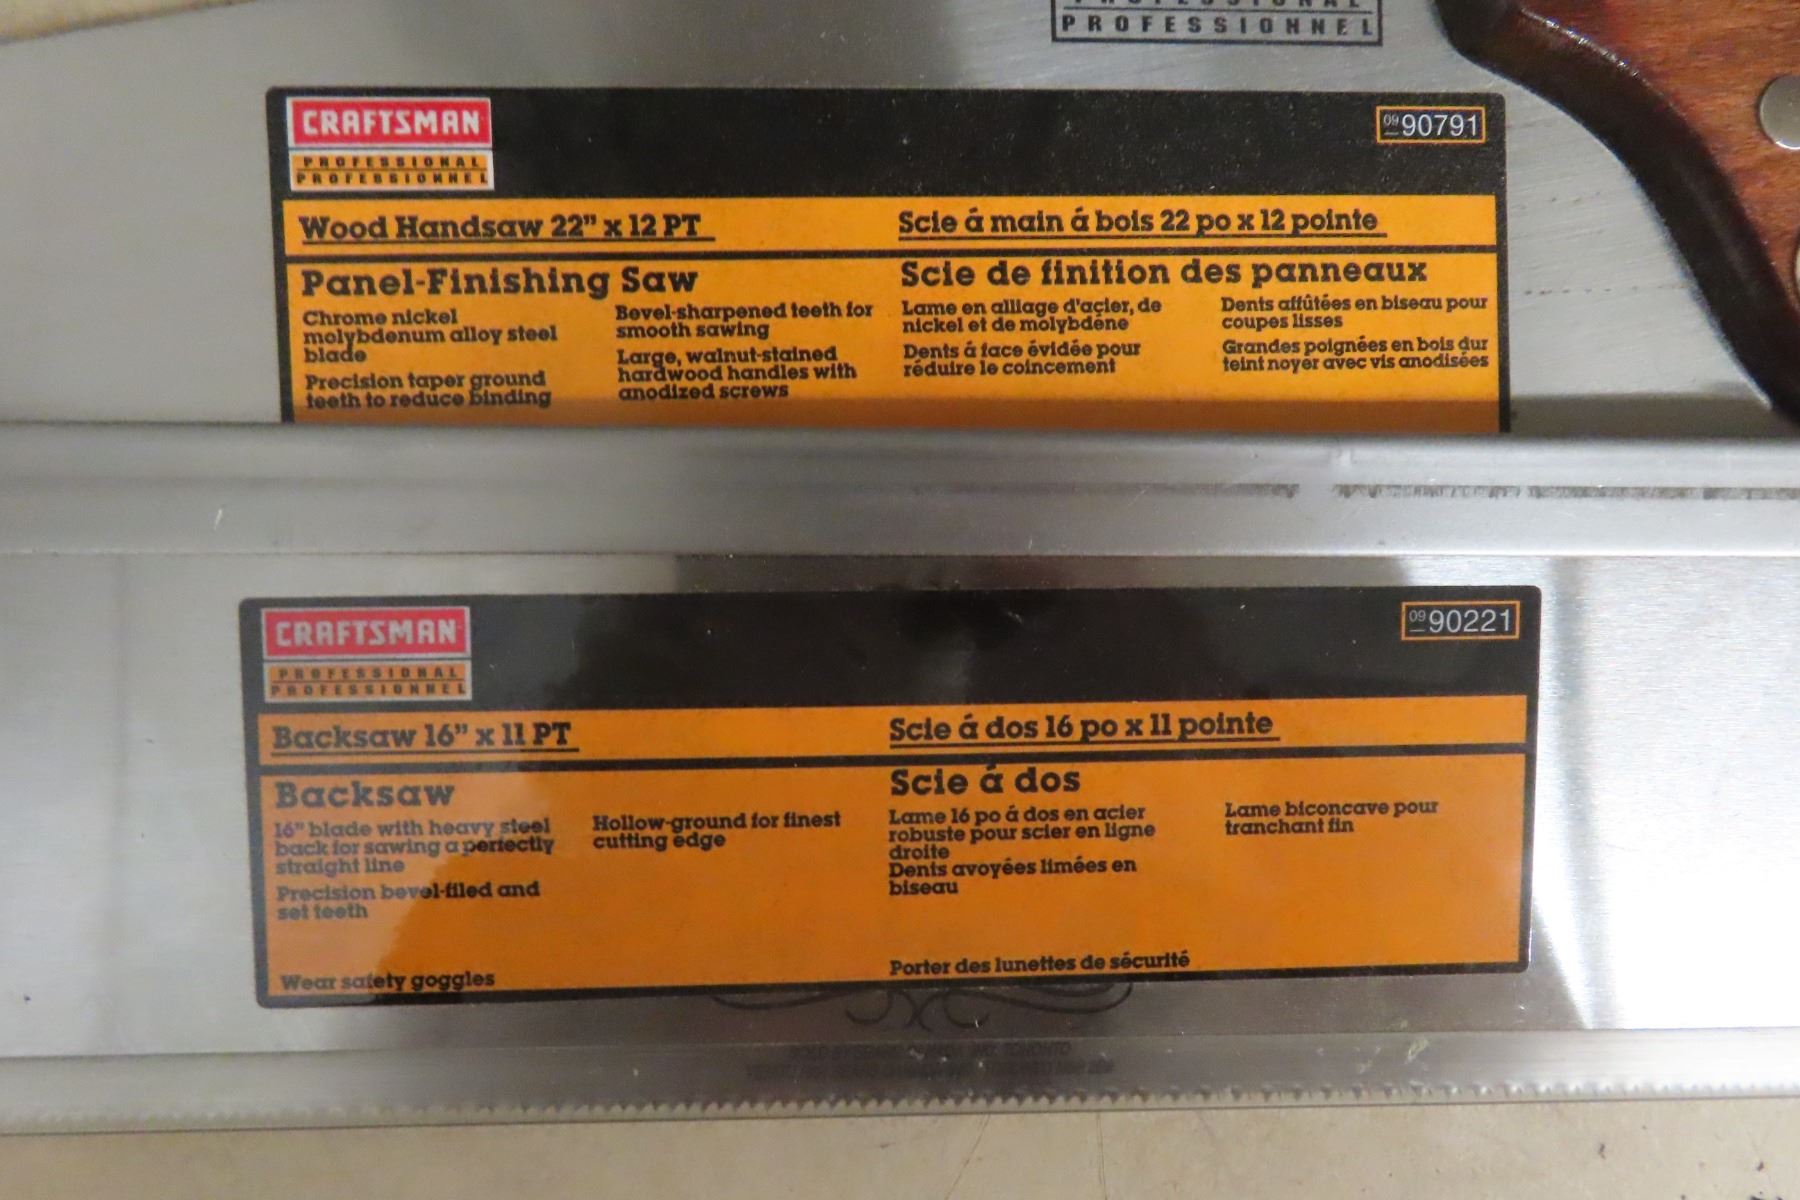 PROFESSIONNEL
CRAFTSMAN
PROFESSIONAL
PROFESSIONNEL
09 90791
Wood Handsaw 22" x 12 PT
Scie á main á bois 22 po x 12 pointe
Panel-Finishing Saw
Chrome nickel
molybdenum alloy steel
blade
Precision taper ground
teeth to reduce binding
Bevel-sharpened teeth for
smooth sawing
Large, walnut-stained
hardwood handles with
anodized screws
Scie de finition des panneaux
Lame en alliage d'acier, de
nickel et de molybdéne
Dents á face évidée pour
réduire le coincement
Dents affûtées en biseau pour
coupes lisses
Grandes poignées en bois dur
teint noyer avec vis anodisées
CRAFTSMAN
PROFESSIONAL
PROFESSIONNEL
09 90221
Backsaw 16" x 11 PT
Scie á dos 16 po x 11 pointe
Backsaw
16" blade with heavy steel
back for sawing a perfectly
straight line
Precision bevel-filed and
set teeth
Hollow-ground for finest
cutting edge
Wear safety goggles
Scie á dos
Lame 16 po á dos en acier
robuste pour scier en ligne
droite
Dents avoyées limées en
biseau
Lame biconcave pour
tranchant fin
Porter des lunettes de sécurité
SOLD BY SEARS CANADA INC. TORONTO